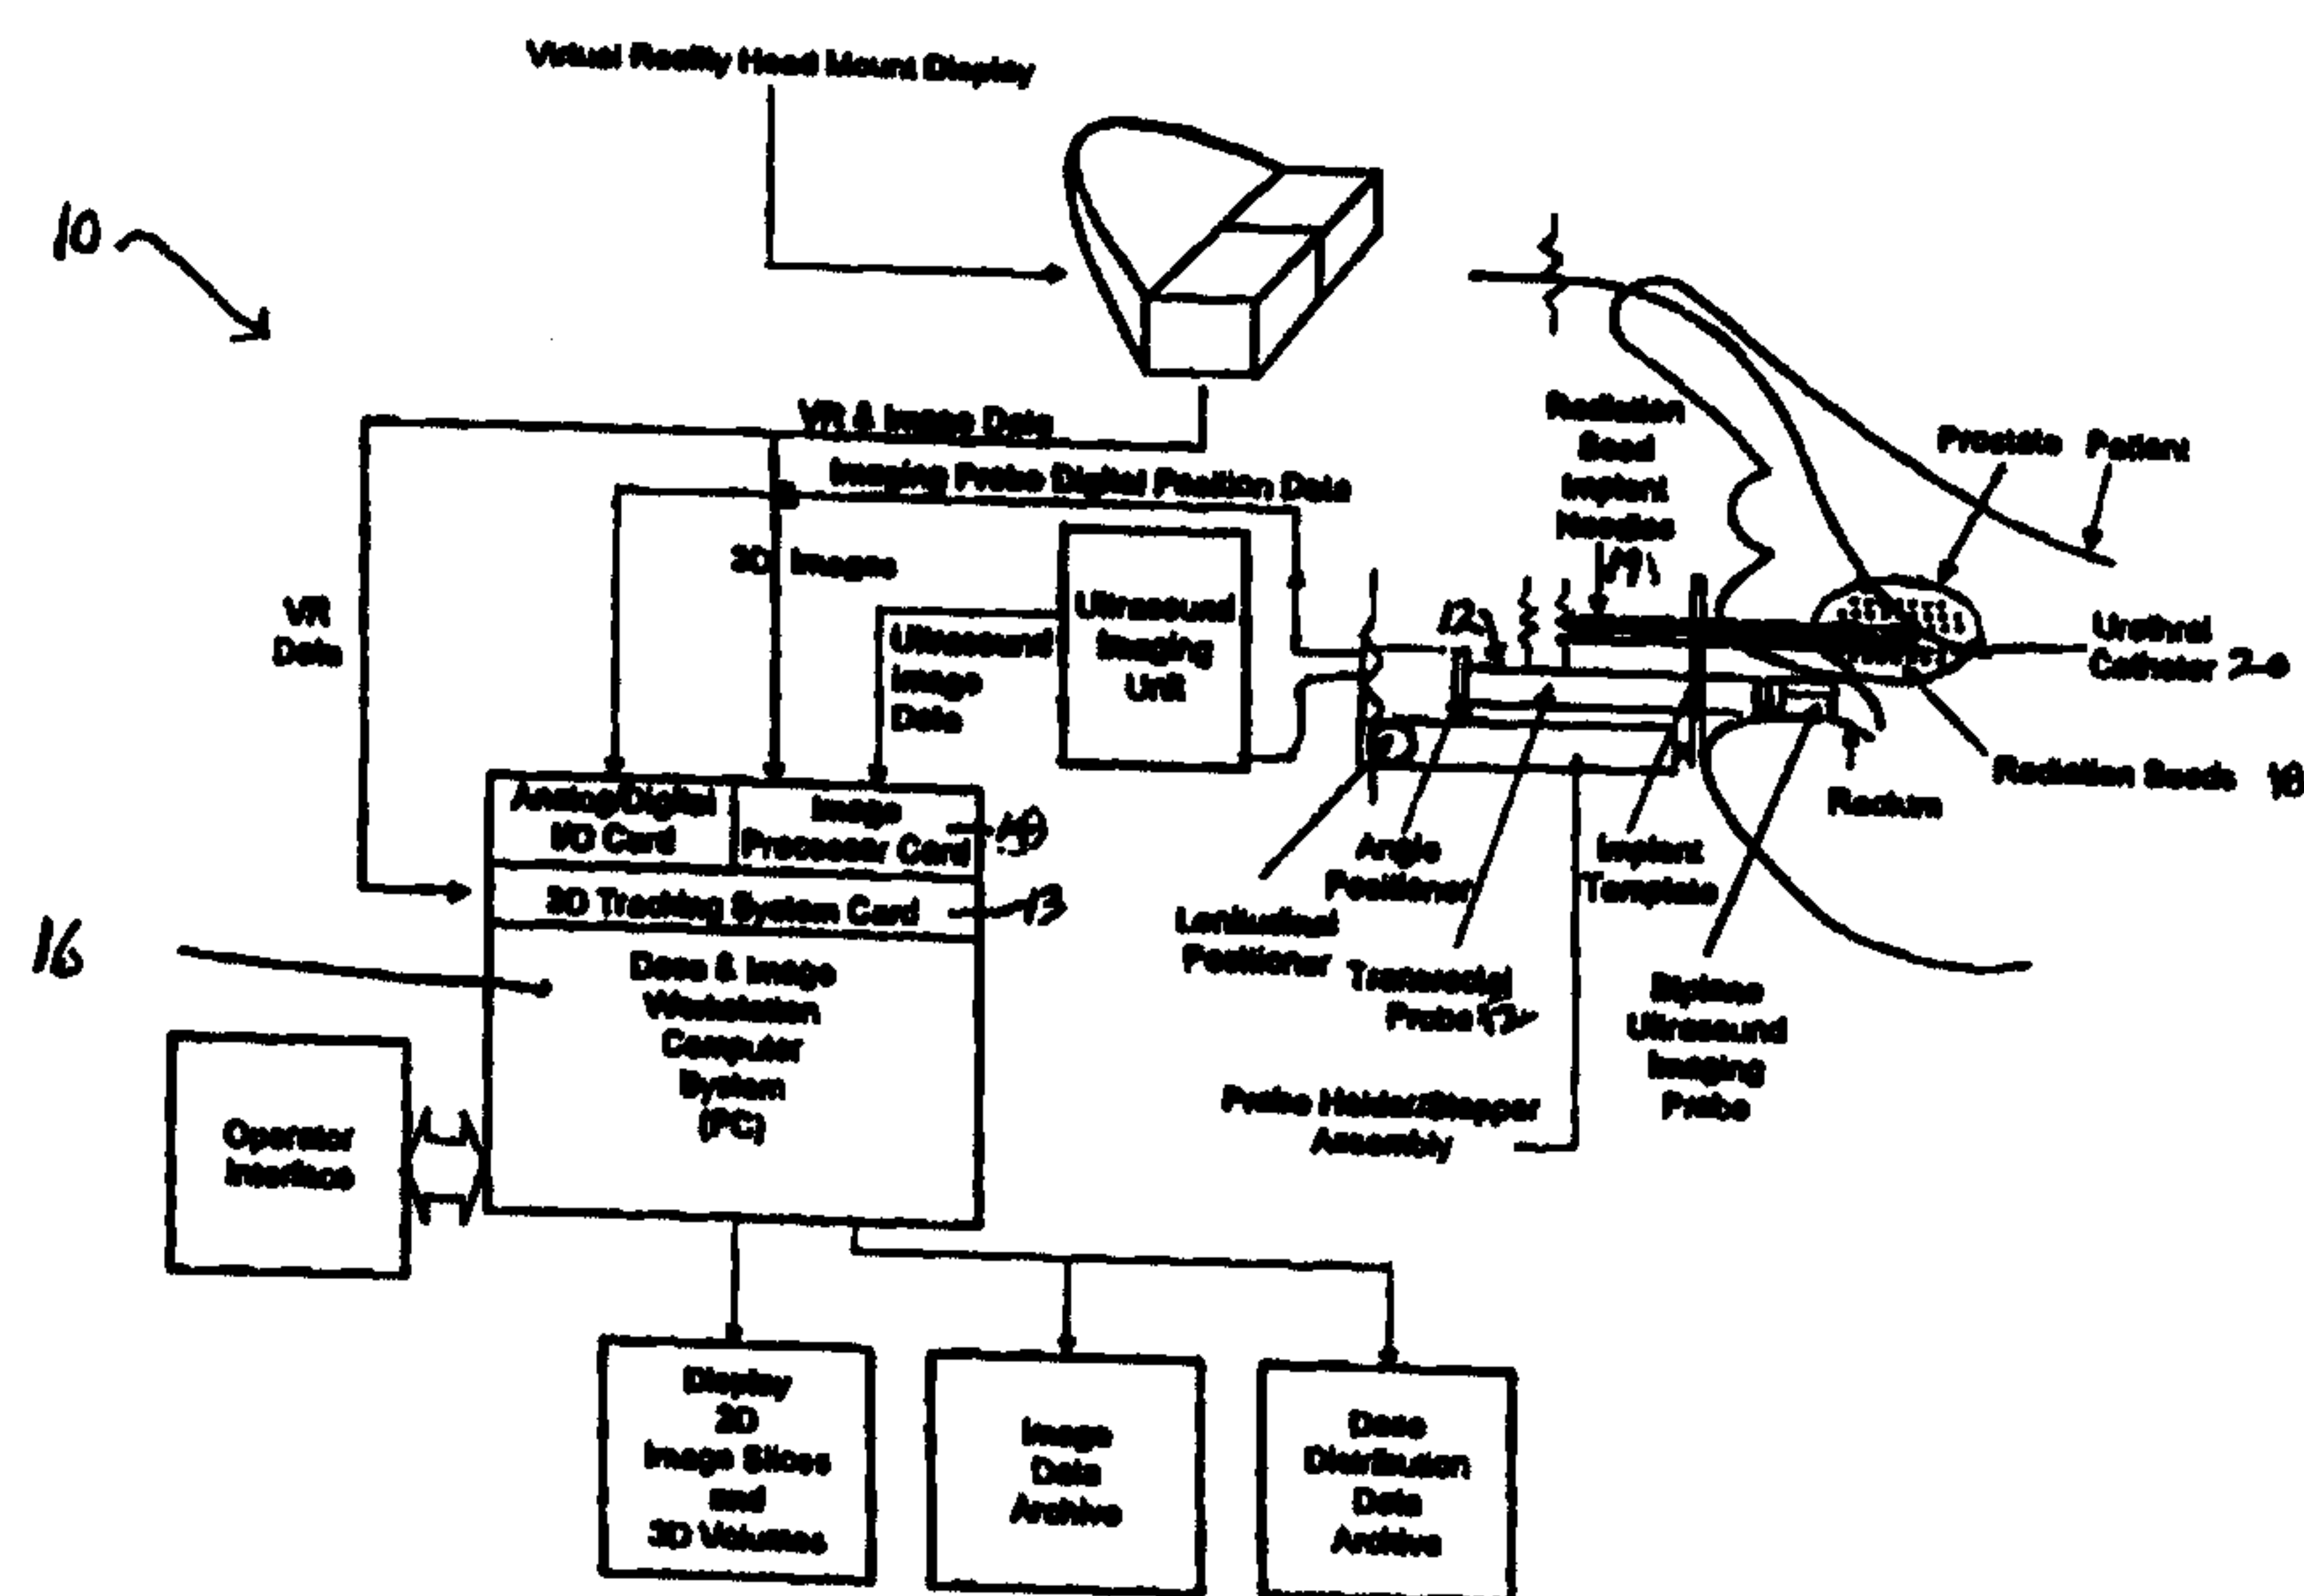 Virtual Reality Head Mount Display
10
VR & Image Data
Imaging Probe Digital Position Data
Radiation
Seed
Implant
Needles
Prostate
Patient
VR
Data
Images
Ultrasound
Image
Data
Ultrasound
Imaging
Unit
12
Urethral
Catheter 20
Radiation Seeds 18
Rectum
Analog/Digital
I/O Card
Image
Processor Card
3D Tracking System Card
13
16
Dose & Image
Workstation
Computer
System
(PC)
Angle
Positioner
Implant
Template
Longitudinal
Positioner
Transrectal
Probe 12
Biplane
Ultrasound
Imaging
Probe
Probe Holder/Stepper
Assembly
Operator
Interface
Display
2D
Image Slices
and
3D Volumes
Image
Data
Archive
Dose
Distribution
Data
Archive